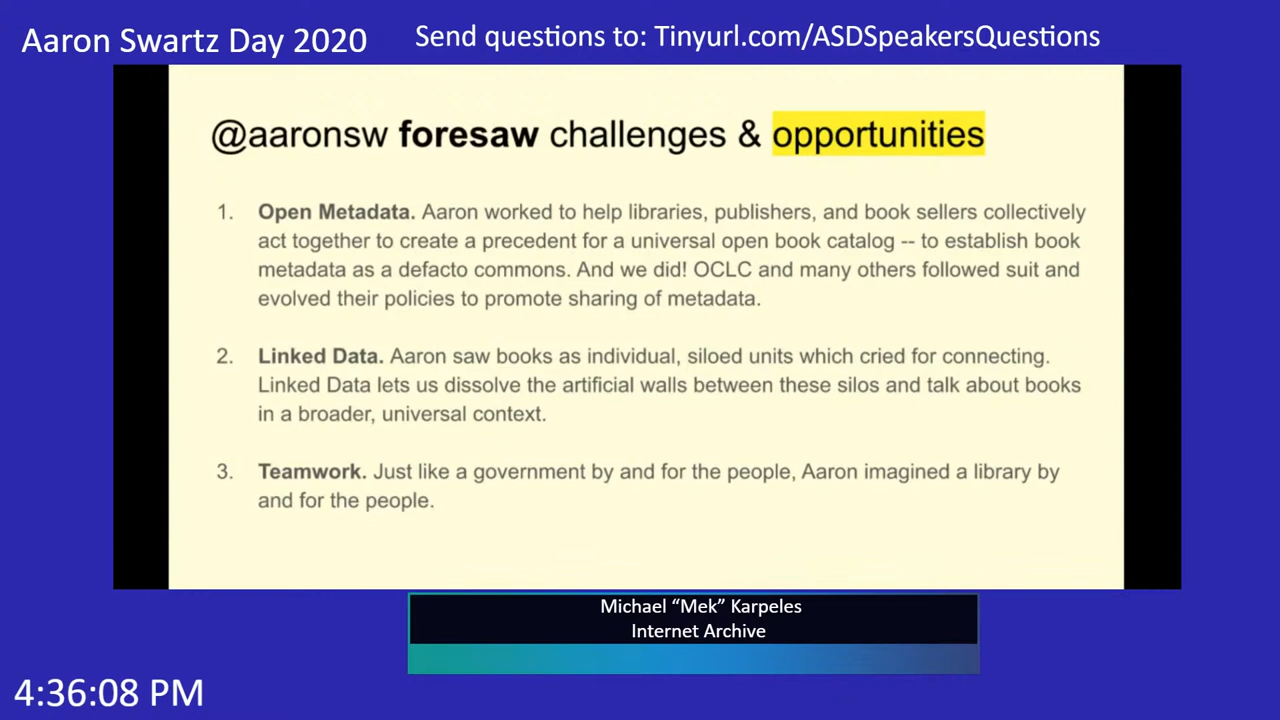 Aaron Swartz Day 2020
Send questions to: Tinyurl.com/ASDSpeakersQuestions
@aaronsw foresaw challenges & opportunities
1. Open Metadata. Aaron worked to help libraries, publishers, and book sellers collectively
act together to create a precedent for a universal open book catalog -- to establish book
metadata as a defacto commons. And we did! OCLC and many others followed suit and
evolved their policies to promote sharing of metadata.
2. Linked Data. Aaron saw books as individual, siloed units which cried for connecting.
Linked Data lets us dissolve the artificial walls between these silos and talk about books
in a broader, universal context.
3. Teamwork. Just like a government by and for the people, Aaron imagined a library by
and for the people.
Michael “Mek” Karpeles
Internet Archive
4:36:08 PM